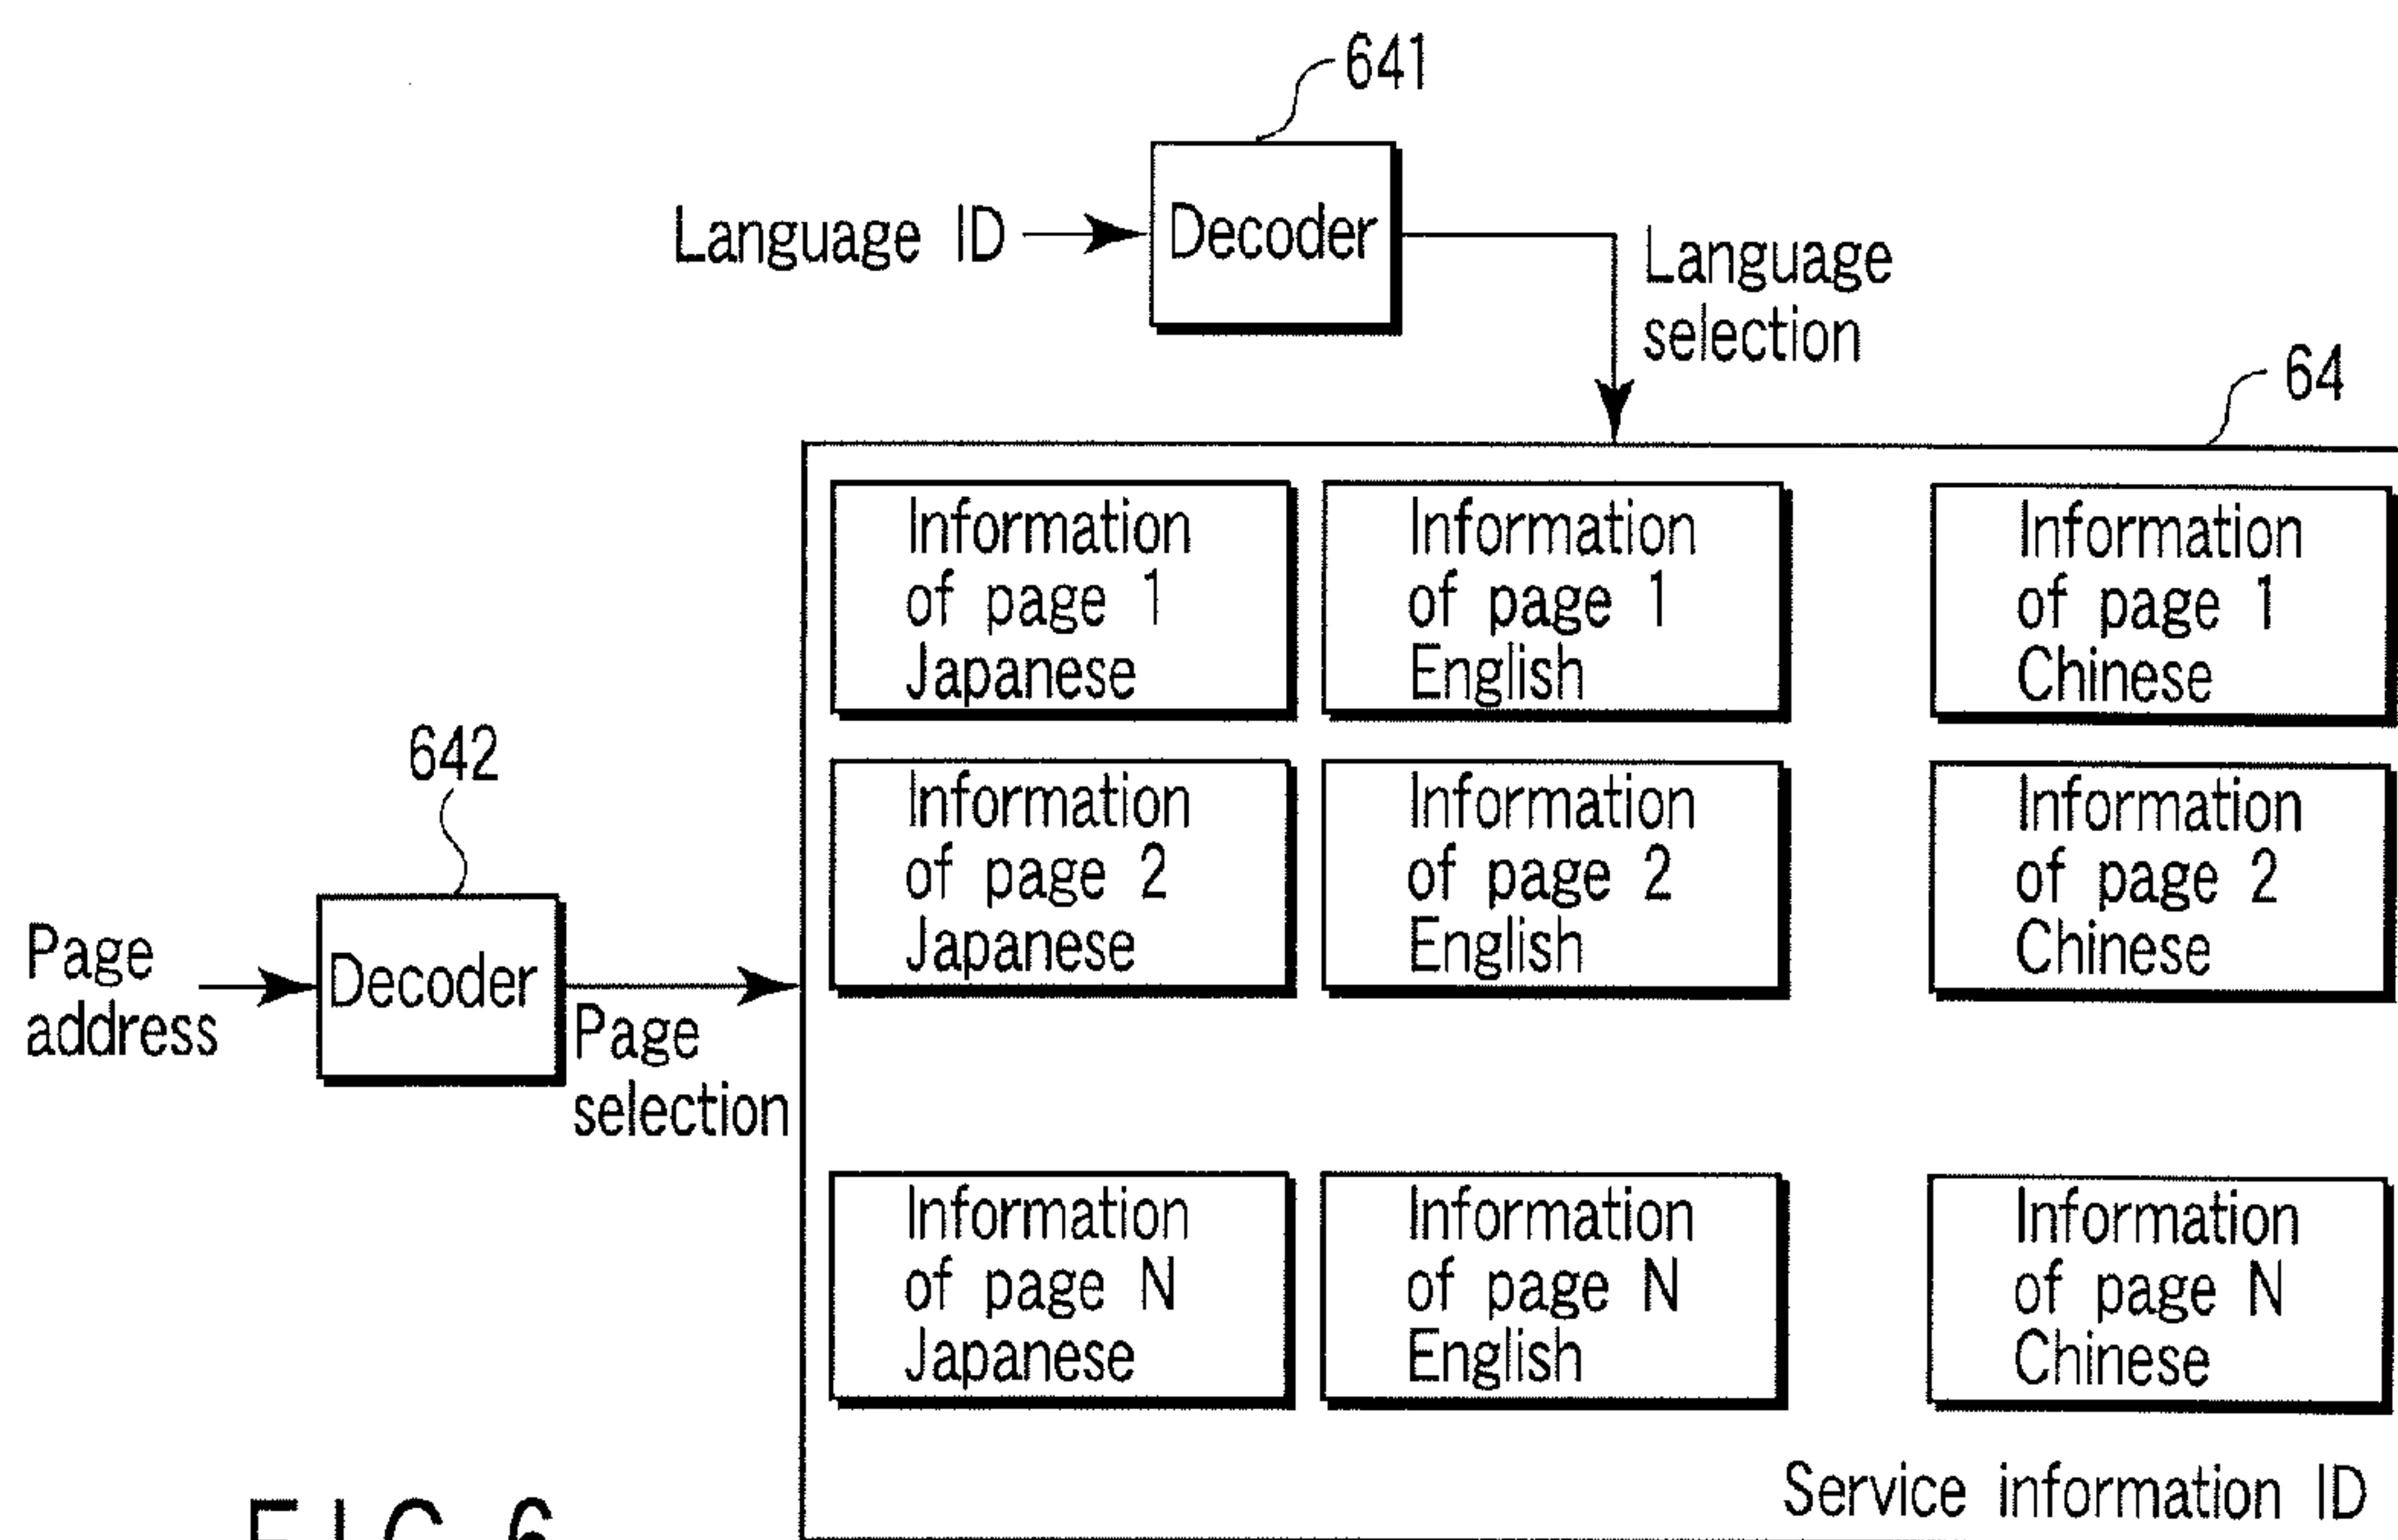 641
Language ID
Decoder
Language
selection
64
Information
of page 1
Japanese
Information
of page 1
English
Information
of page 1
Chinese
642
Page
address
Decoder
Page
selection
Information
of page 2
Japanese
Information
of page 2
English
Information
of page 2
Chinese
Information
of page N
Japanese
Information
of page N
English
Information
of page N
Chinese
Service information ID
FIG. 6